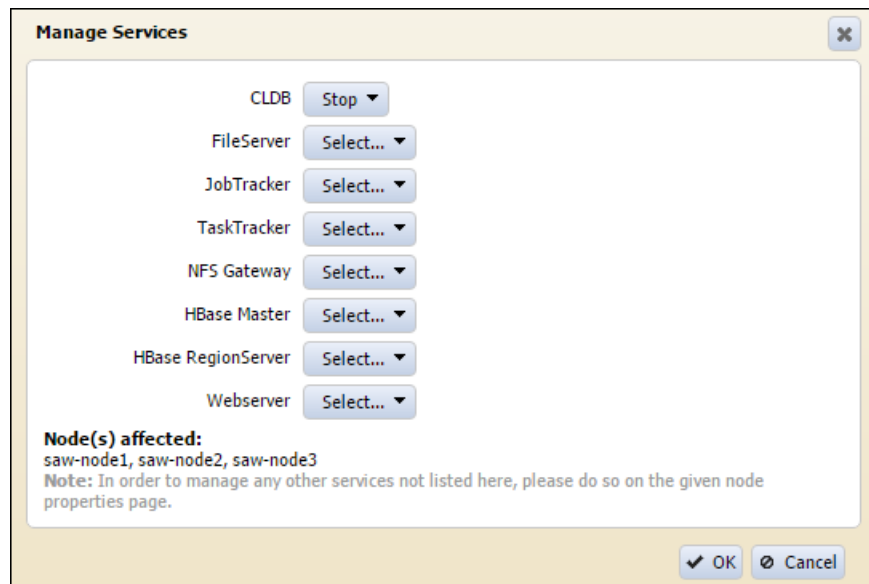 Manage Services
CLDB Stop
FileServer Select...
JobTracker Select...
TaskTracker Select...
NFS Gateway Select...
HBase Master Select...
HBase RegionServer Select...
Webserver Select...
Node(s) affected:
saw-node1, saw-node2, saw-node3
Note: In order to manage any other services not listed here, please do so on the given node
properties page.
OK Cancel